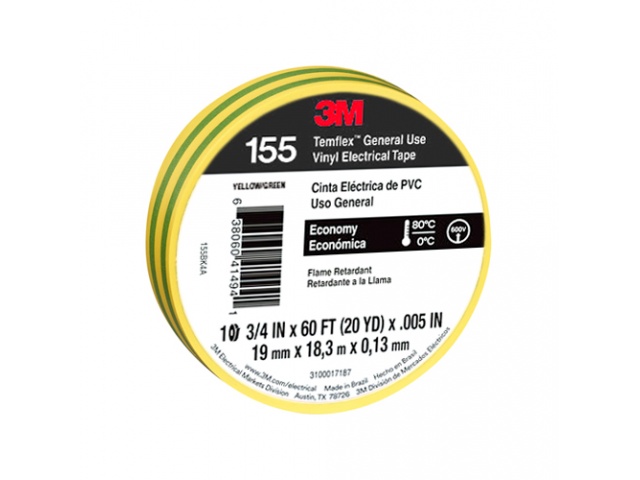 3M
155
Temflex™ General Use
Vinyl Electrical Tape
YELLOW/GREEN
Cinta Eléctrica de PVC
Uso General
Economy
Económica
80°C
0°C
600V
Flame Retardant
Retardante a la Llama
6 38060 41494 1
155BK4A
3/4 IN x 60 FT (20 YD) x .005 IN
19 mm x 18,3 m x 0,13 mm
3100017187
www.3M.com/electrical
Made in Brazil
Hecho en Brasil
3M Electrical Markets Division
Austin, TX 78726
3M División de Mercados Eléctricos